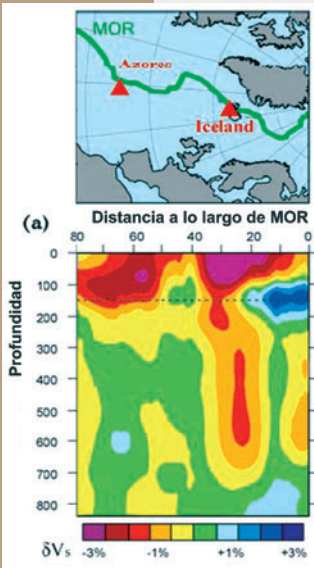 MOR
Azores
Iceland
(a)
Distancia a lo largo de MOR
80 60 40 20 0
Profundidad
0
100
200
300
400
500
600
700
800
δVs -3% -1% +1% +3%